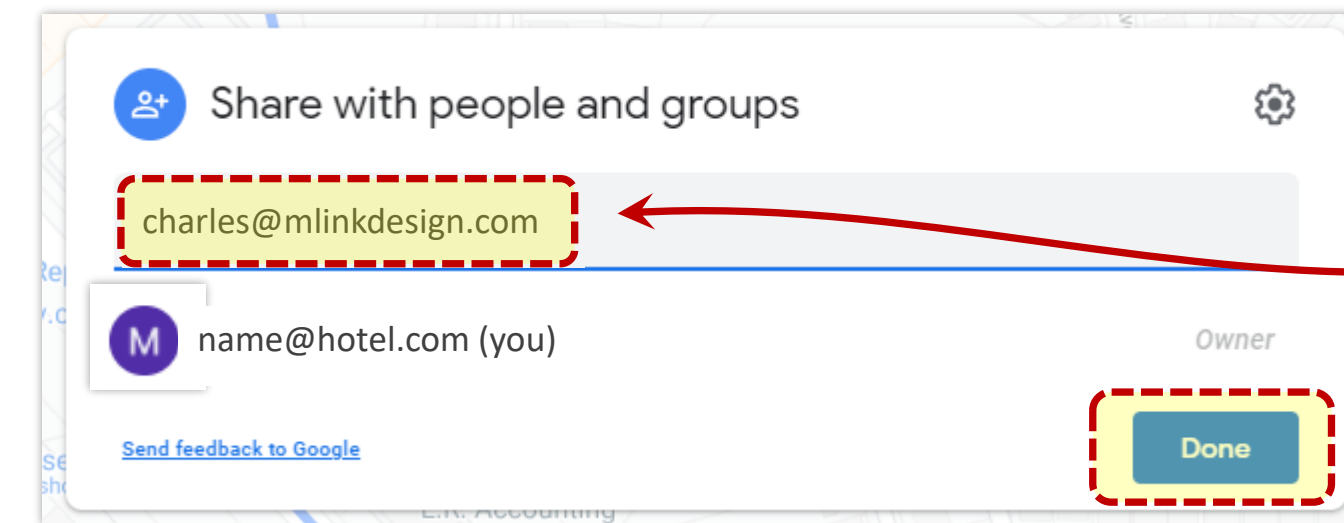 Share with people and groups
charles@mlinkdesign.com
M
name@hotel.com (you)
Owner
Send feedback to Google
Done
E.R. Accounting